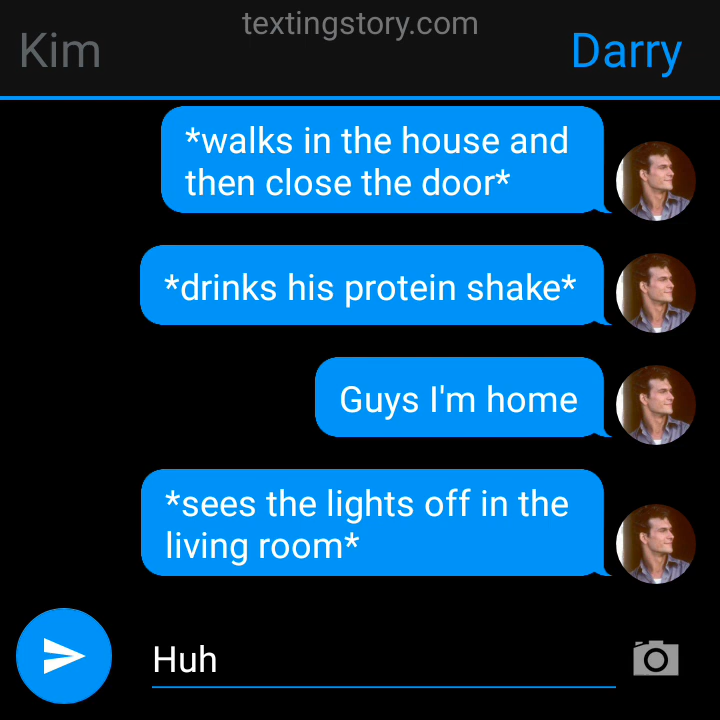 textingstory.com
Kim
Darry
*walks in the house and
then close the door*
*drinks his protein shake*
Guys I'm home
*sees the lights off in the
living room*
Huh